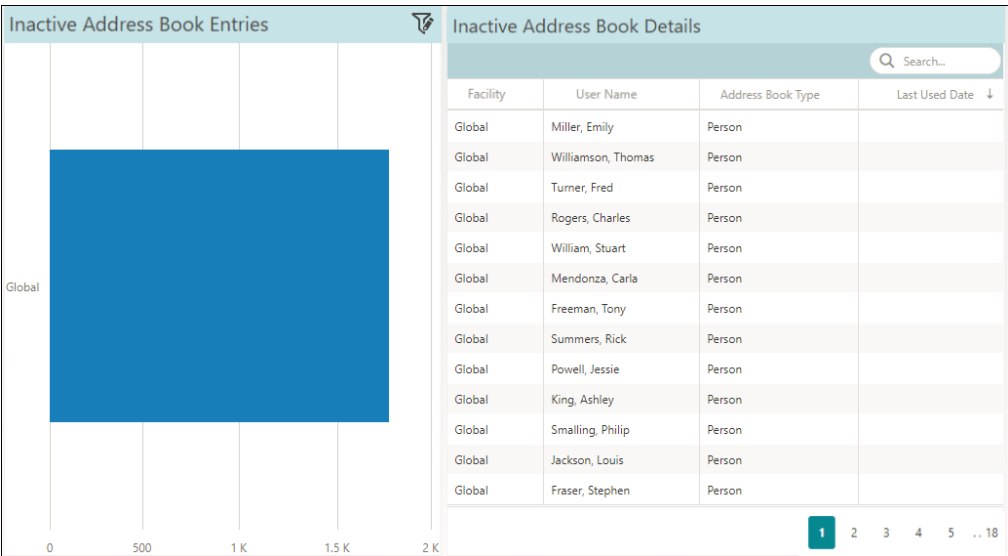 Inactive Address Book Entries
Global
0 500 1 K 1.5 K 2 K
Inactive Address Book Details
Search...
Facility User Name Address Book Type Last Used Date ↓
Global Miller, Emily Person
Global Williamson, Thomas Person
Global Turner, Fred Person
Global Rogers, Charles Person
Global William, Stuart Person
Global Mendonza, Carla Person
Global Freeman, Tony Person
Global Summers, Rick Person
Global Powell, Jessie Person
Global King, Ashley Person
Global Smalling, Philip Person
Global Jackson, Louis Person
Global Fraser, Stephen Person
1 2 3 4 5 .. 18